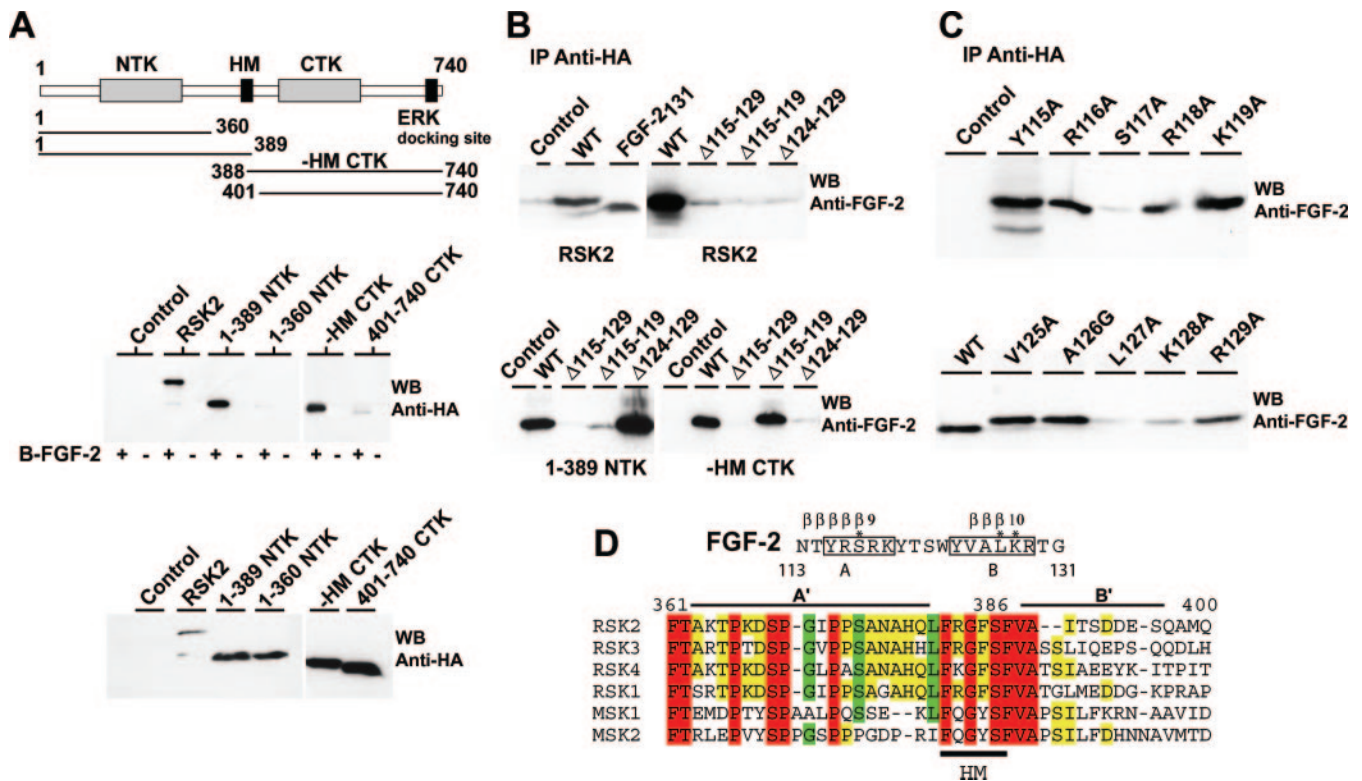 A
1 NTK HM CTK 740
ERK
docking site
360
389
-HM CTK
388 740
401 740
Control RSK2 1-389 NTK 1-360 NTK -HM CTK 401-740 CTK
WB
Anti-HA
B-FGF-2 + - + - + - + - + - + -
Control RSK2 1-389 NTK 1-360 NTK -HM CTK 401-740 CTK
WB
Anti-HA
B
IP Anti-HA
Control WT FGF-2131 WT Δ115-129 Δ115-119 Δ124-129
WB
Anti-FGF-2
RSK2 RSK2
Control WT Δ115-129 Δ115-119 Δ124-129 Control WT Δ115-129 Δ115-119 Δ124-129
WB
Anti-FGF-2
1-389 NTK -HM CTK
C
IP Anti-HA
Control Y115A R116A S117A R118A K119A
WB
Anti-FGF-2
WT V125A A126G L127A K128A R129A
WB
Anti-FGF-2
D
βββββ9 βββ10
* * *
FGF-2 NTYRSRKYTSWYVALKRTG
113 A B 131
A' B'
361 386 400
RSK2 FTAKTPKDSP-GIPPSANAHQLFRGFSFVA--ITSDDE-SQAMQ
RSK3 FTARTPTDSP-GVPPSANAHHLFRGFSFVASSLIQEPS-QQDLH
RSK4 FTAKTPKDSP-GLPASANAHQLFKGFSFVATSIAEEYK-ITPIT
RSK1 FTSRTPKDSP-GIPPSAGAHQLFRGFSFVATGLMEDDG-KPRAP
MSK1 FTEMDPTYSPAALPQSSE--KLFQGYSFVAPSILFKRN-AAVID
MSK2 FTRLEPVYSPPGSPPPGDP-RIFQGYSFVAPSILFDHNNAVMTD
HM